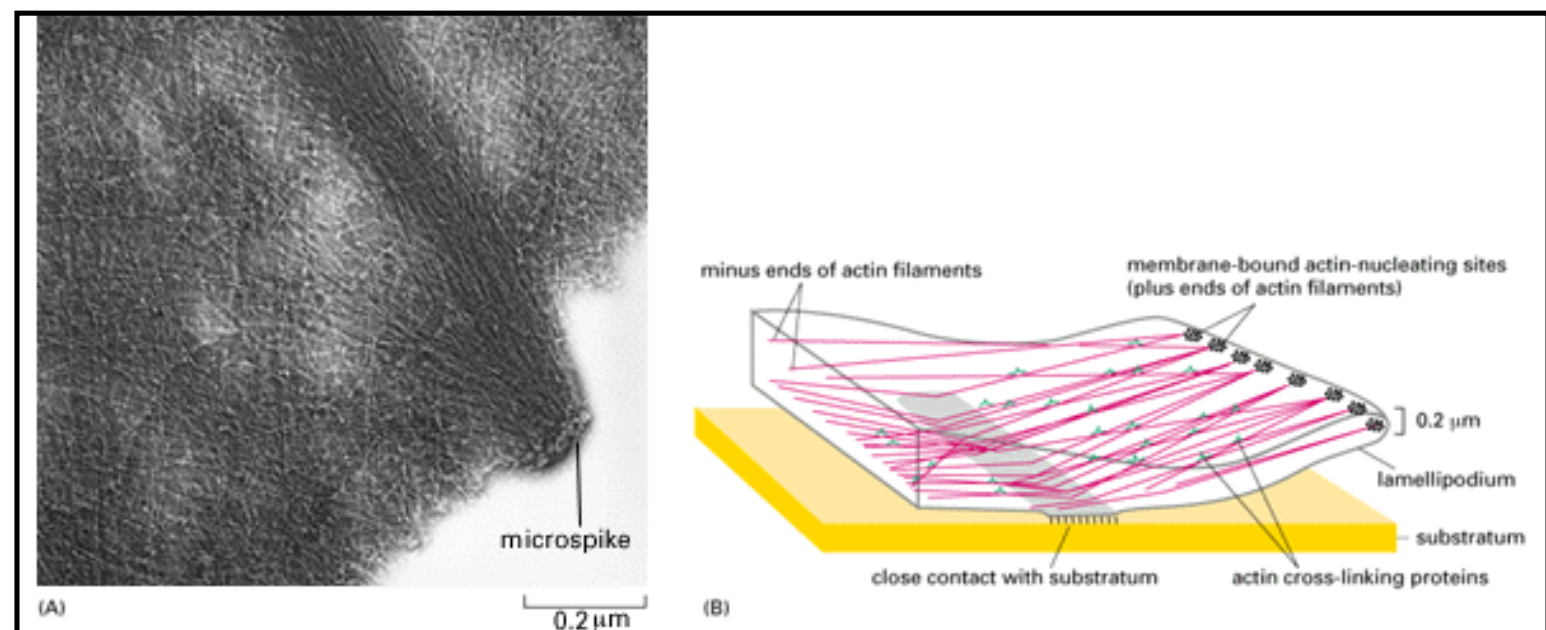 microspike
(A)
0.2 μm
minus ends of actin filaments
membrane-bound actin-nucleating sites
(plus ends of actin filaments)
0.2 μm
lamellipodium
substratum
close contact with substratum
actin cross-linking proteins
(B)